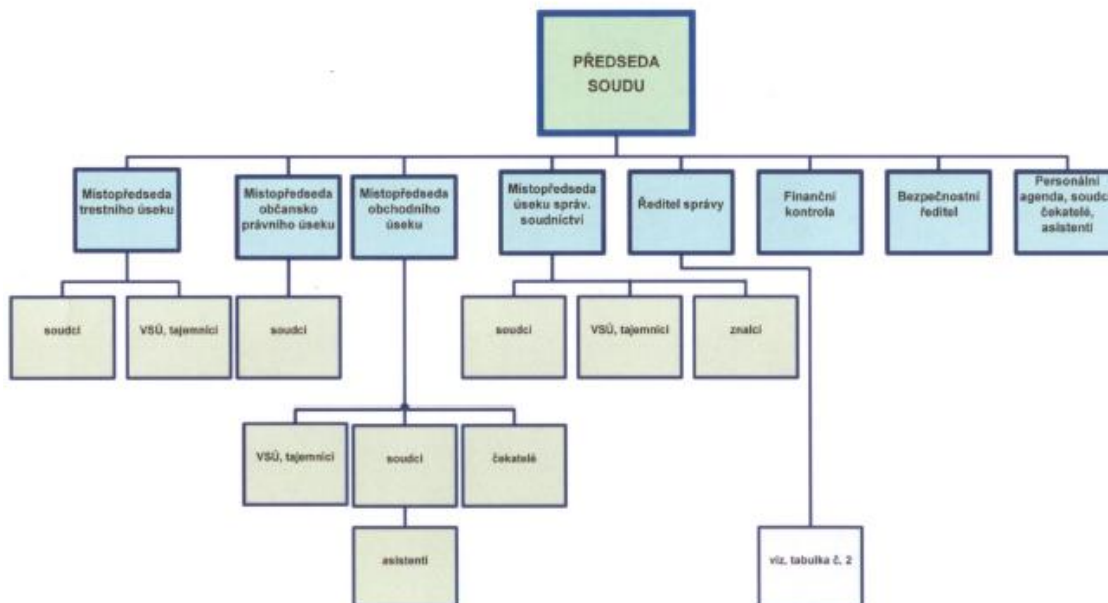 PŘEDSEDA
SOUDU
Místopředseda
trestního úseku
Místopředseda
občansko
právního úseku
Místopředseda
obchodního
úseku
Místopředseda
úseku správ.
soudnictví
Ředitel správy
Finanční
kontrola
Bezpečnostní
ředitel
Personální
agenda, soudci
čekatelé,
asistenti
soudci
VSÚ, tajemníci
soudci
soudci
VSÚ, tajemníci
znalci
VSÚ, tajemníci
soudci
čekatelé
asistenti
viz, tabulka č, 2